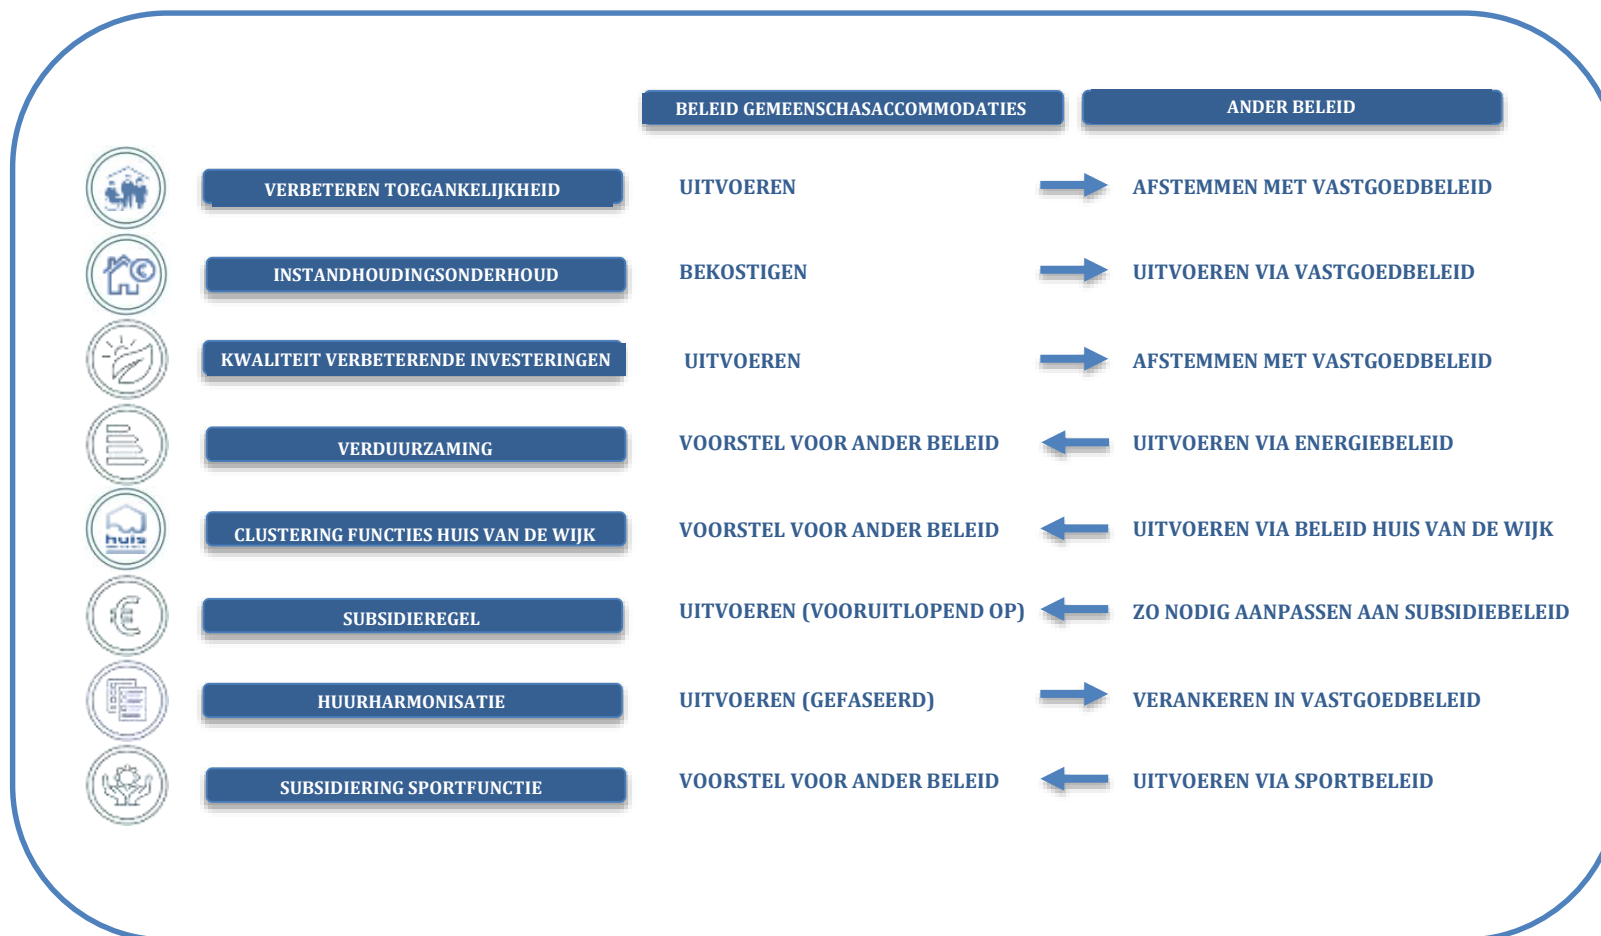 BELEID GEMEENSCHASACCOMMODATIES ANDER BELEID
VERBETEREN TOEGANKELIJKHEID UITVOEREN AFSTEMMEN MET VASTGOEDBELEID
INSTANDHOUDINGSONDERHOUD BEKOSTIGEN UITVOEREN VIA VASTGOEDBELEID
KWALITEIT VERBETERENDE INVESTERINGEN UITVOEREN AFSTEMMEN MET VASTGOEDBELEID
VERDUURZAMING VOORSTEL VOOR ANDER BELEID UITVOEREN VIA ENERGIEBELEID
huis CLUSTERING FUNCTIES HUIS VAN DE WIJK VOORSTEL VOOR ANDER BELEID UITVOEREN VIA BELEID HUIS VAN DE WIJK
€ SUBSIDIEREGEL UITVOEREN (VOORUITLOPEND OP) ZO NODIG AANPASSEN AAN SUBSIDIEBELEID
HUURHARMONISATIE UITVOEREN (GEFASEERD) VERANKEREN IN VASTGOEDBELEID
SUBSIDIERING SPORTFUNCTIE VOORSTEL VOOR ANDER BELEID UITVOEREN VIA SPORTBELEID